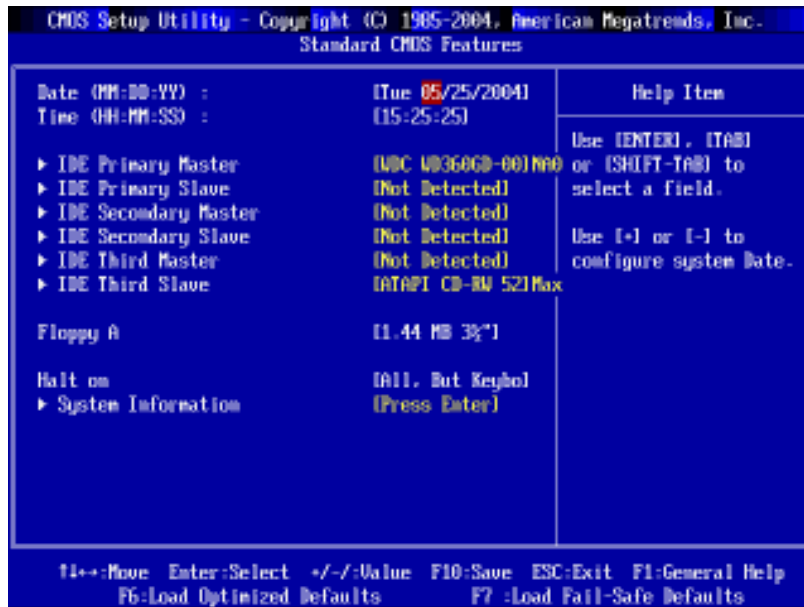 CMOS Setup Utility - Copyright (C) 1985-2004, American Megatrends, Inc.
Standard CMOS Features
Date (MM:DD:YY) : [Tue 05/25/2004]
Time (HH:MM:SS) : [15:25:25]
► IDE Primary Master [WDC WD360GD-00]NA0
► IDE Primary Slave [Not Detected]
► IDE Secondary Master [Not Detected]
► IDE Secondary Slave [Not Detected]
► IDE Third Master [Not Detected]
► IDE Third Slave [ATAPI CD-RW 52]Max
Floppy A [1.44 MB 3½"]
Halt on [All, But Keybo]
► System Information [Press Enter]
Help Item
Use [ENTER], [TAB]
or [SHIFT-TAB] to
select a field.
Use [+] or [-] to
configure system Date.
↑↓←→:Move Enter:Select +/-/:Value F10:Save ESC:Exit F1:General Help
F6:Load Optimized Defaults F7 :Load Fail-Safe Defaults